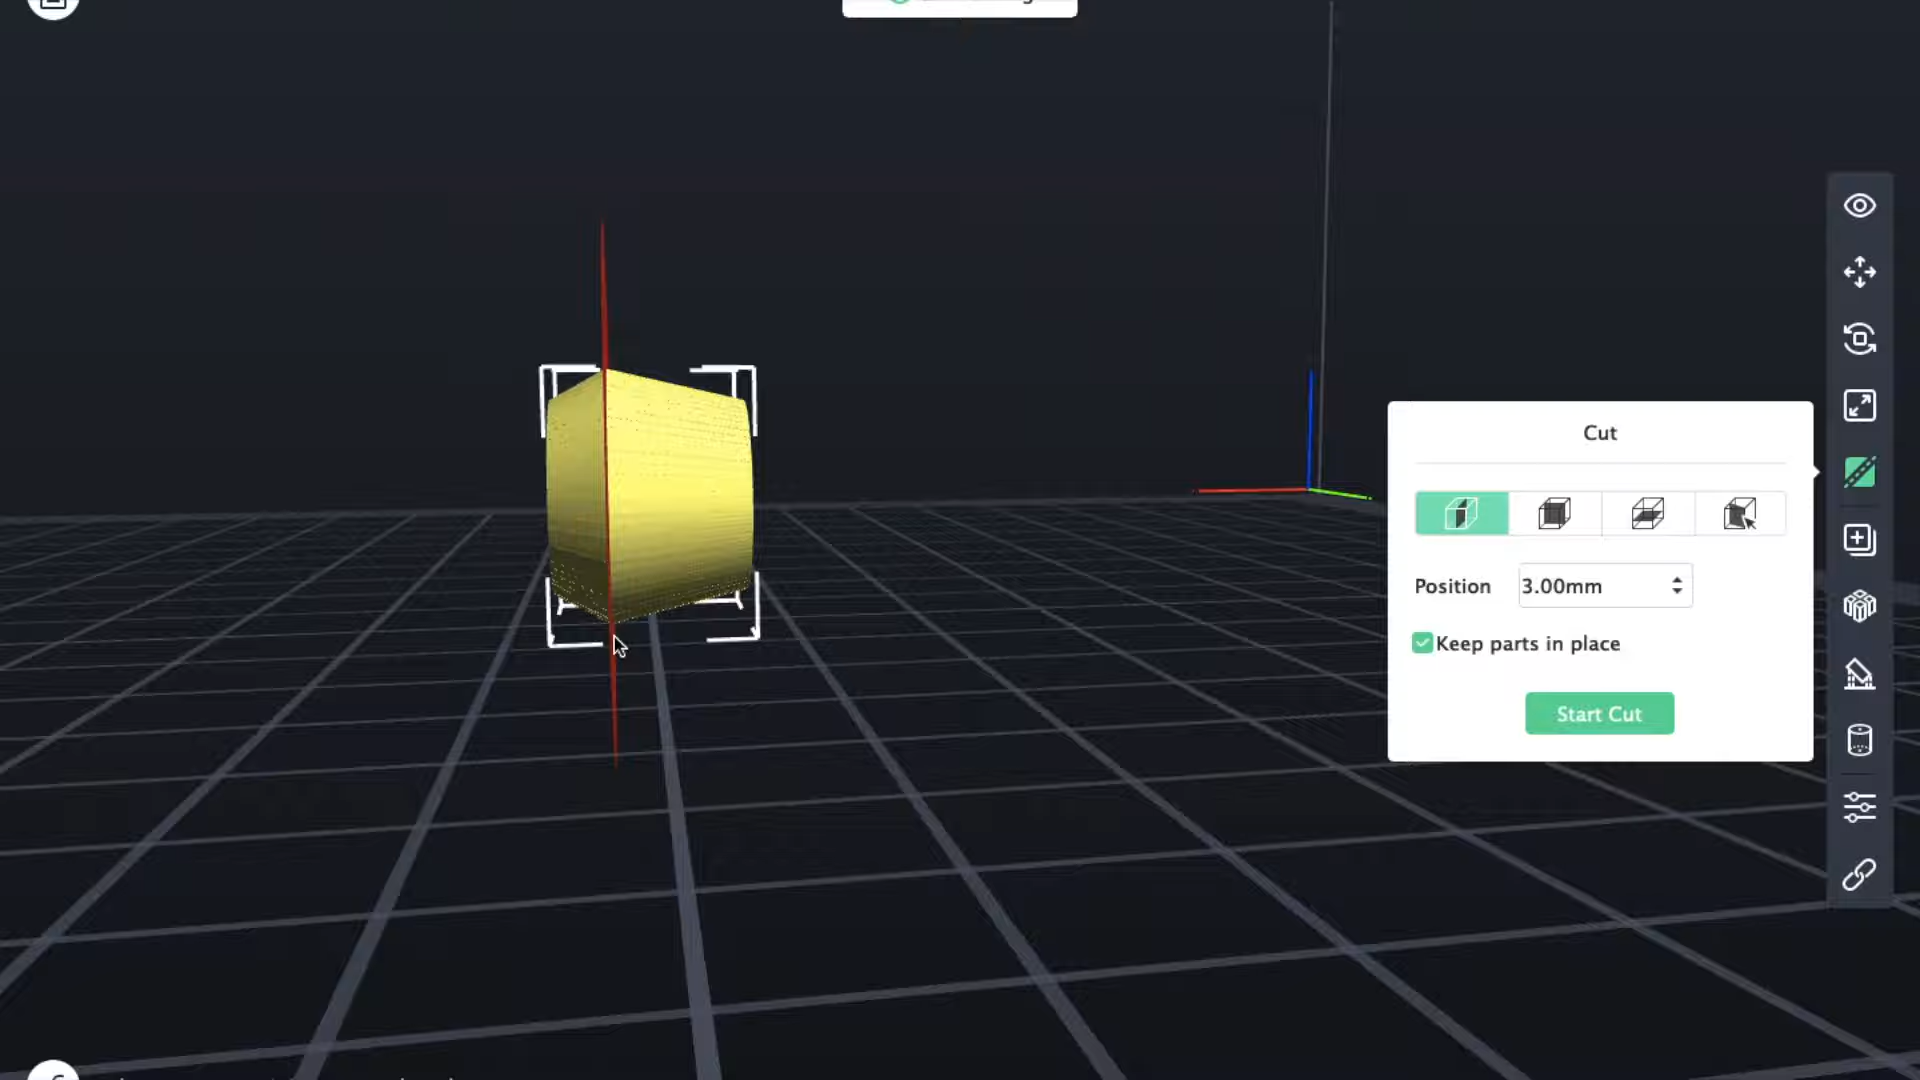 Cut
Position 3.00mm
Keep parts in place
Start Cut